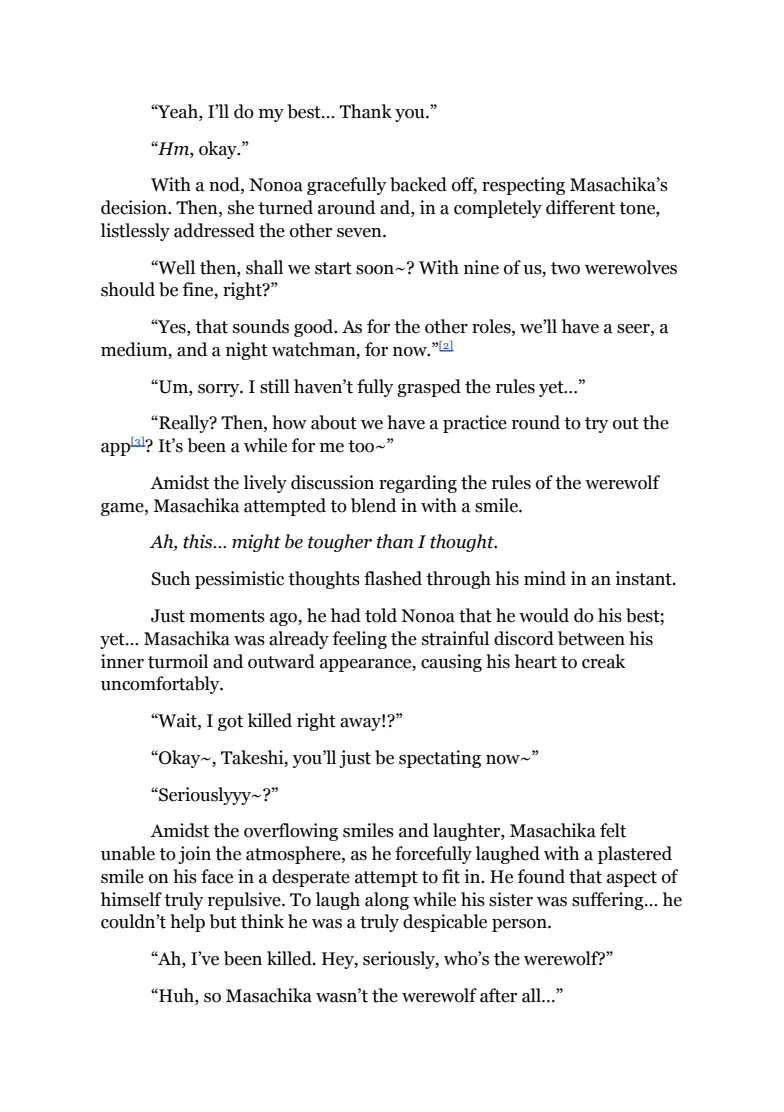 “Yeah, I’ll do my best… Thank you.”
“Hm, okay.”
With a nod, Nonoa gracefully backed off, respecting Masachika’s
decision. Then, she turned around and, in a completely different tone,
listlessly addressed the other seven.
“Well then, shall we start soon~? With nine of us, two werewolves
should be fine, right?”
“Yes, that sounds good. As for the other roles, we’ll have a seer, a
medium, and a night watchman, for now.”[2]
“Um, sorry. I still haven’t fully grasped the rules yet…”
“Really? Then, how about we have a practice round to try out the
app[3]? It’s been a while for me too~”
Amidst the lively discussion regarding the rules of the werewolf
game, Masachika attempted to blend in with a smile.
Ah, this… might be tougher than I thought.
Such pessimistic thoughts flashed through his mind in an instant.
Just moments ago, he had told Nonoa that he would do his best;
yet… Masachika was already feeling the strainful discord between his
inner turmoil and outward appearance, causing his heart to creak
uncomfortably.
“Wait, I got killed right away!?”
“Okay~, Takeshi, you’ll just be spectating now~”
“Seriouslyyy~?”
Amidst the overflowing smiles and laughter, Masachika felt
unable to join the atmosphere, as he forcefully laughed with a plastered
smile on his face in a desperate attempt to fit in. He found that aspect of
himself truly repulsive. To laugh along while his sister was suffering… he
couldn’t help but think he was a truly despicable person.
“Ah, I’ve been killed. Hey, seriously, who’s the werewolf?”
“Huh, so Masachika wasn’t the werewolf after all…”